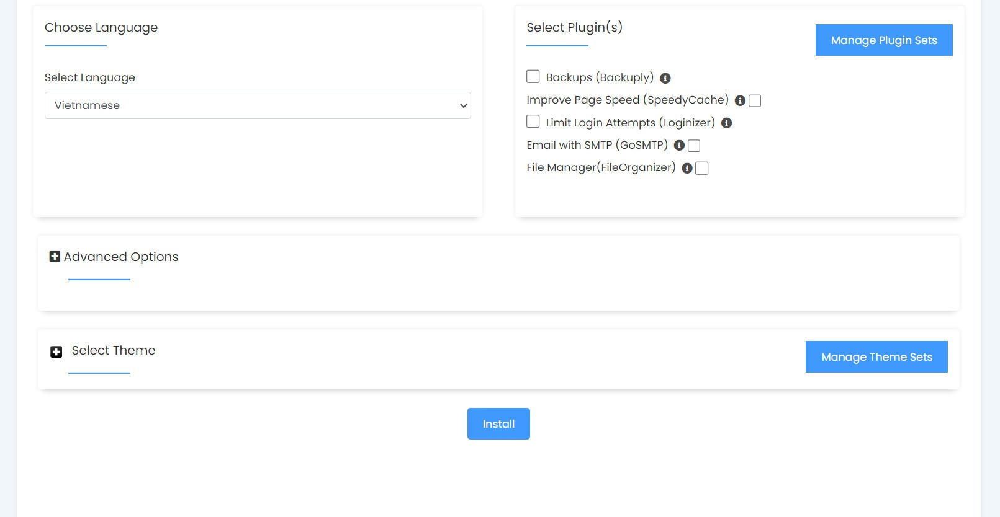 Choose Language
Select Language
Vietnamese
Select Plugin(s)
Manage Plugin Sets
Backups (Backuply)
Improve Page Speed (SpeedyCache)
Limit Login Attempts (Loginizer)
Email with SMTP (GoSMTP)
File Manager(FileOrganizer)
Advanced Options
Select Theme
Manage Theme Sets
Install